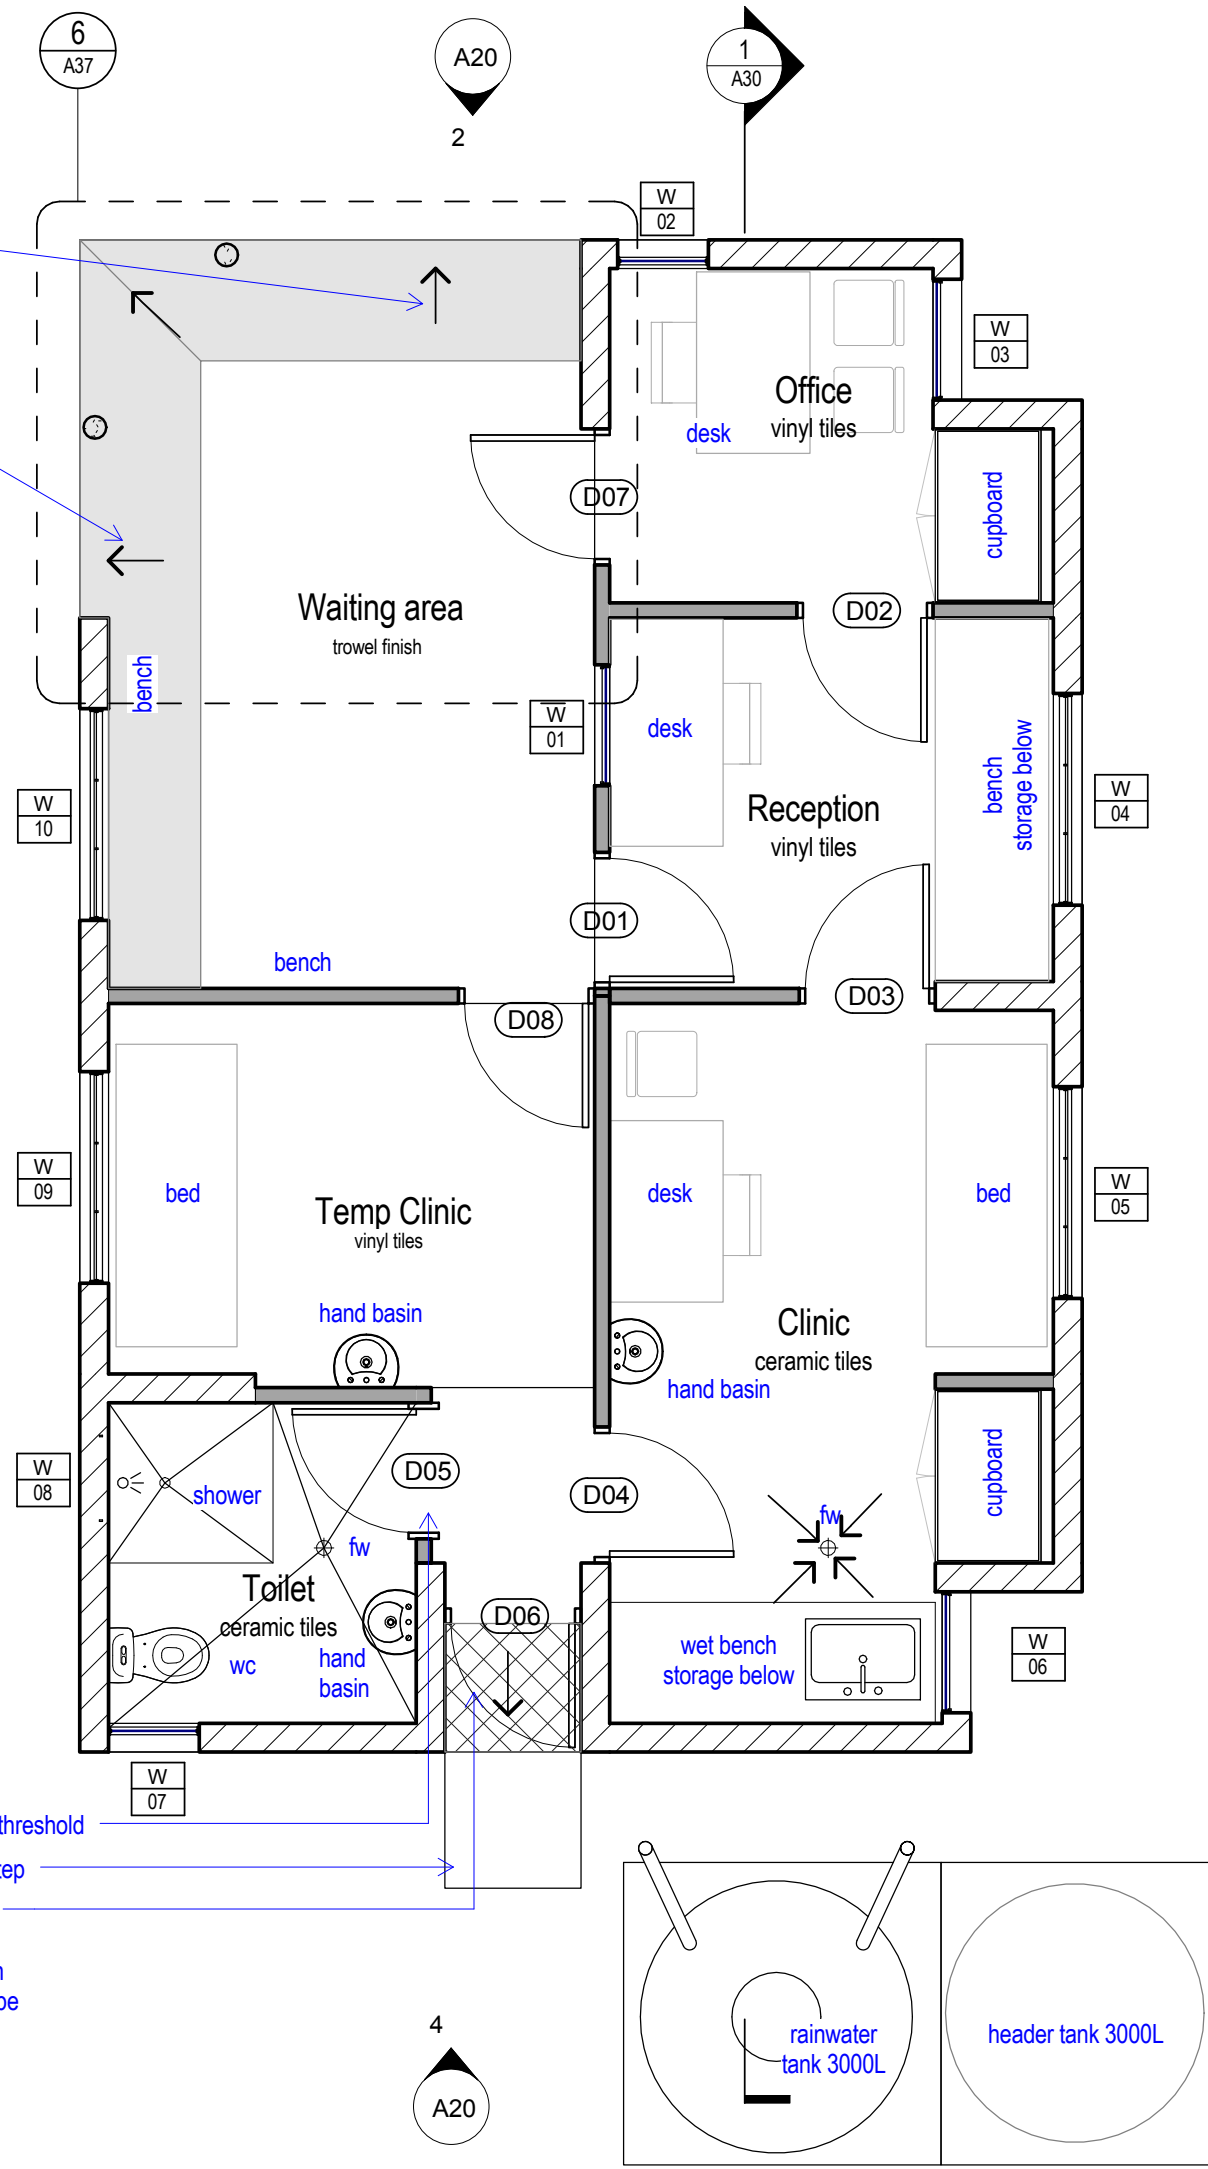 6
A37
A20
2
1
A30
W
02
W
03
Office
vinyl tiles
desk
D07
cupboard
Waiting area
trowel finish
D02
bench
W
01
desk
bench
storage below
W
10
W
04
Reception
vinyl tiles
D01
bench
D03
D08
W
09
bed
Temp Clinic
vinyl tiles
desk
bed
W
05
hand basin
Clinic
ceramic tiles
hand basin
W
08
shower
D05
D04
fw
cupboard
fw
Toilet
ceramic tiles
D06
wc
hand
basin
wet bench
storage below
W
06
W
07
threshold
rainwater
tank 3000L
header tank 3000L
4
A20